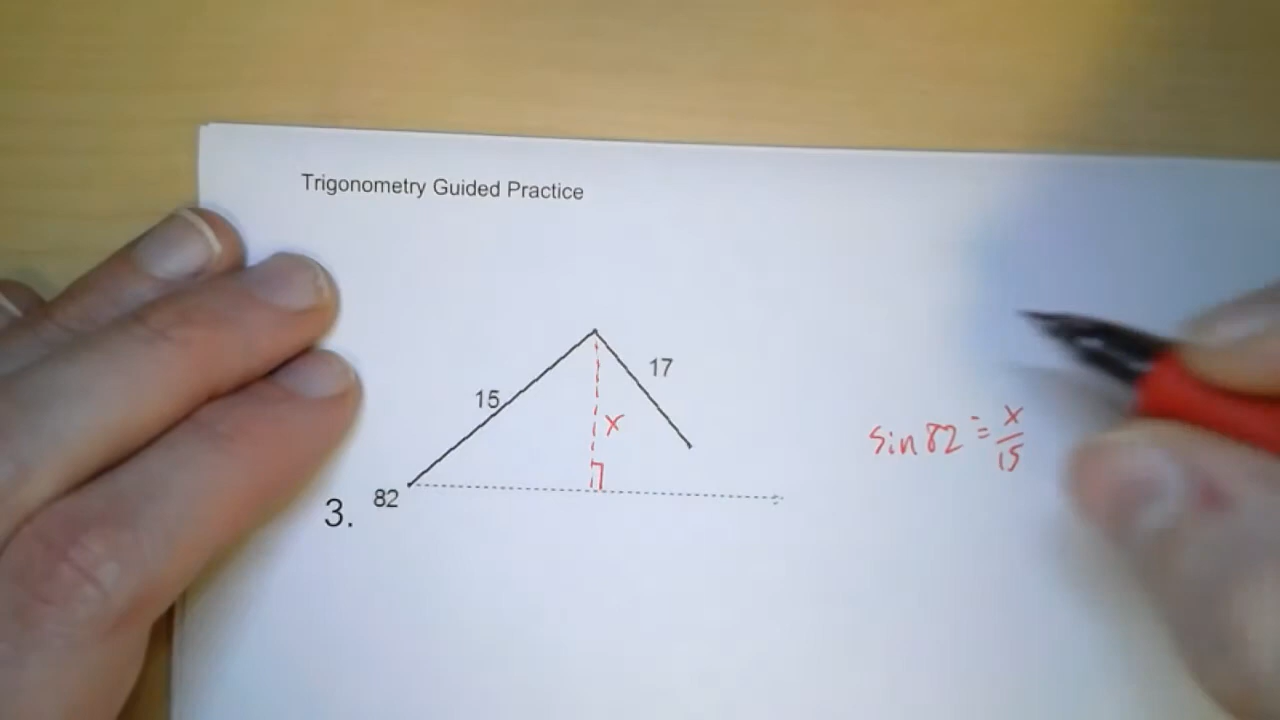 Trigonometry Guided Practice
17
15
x
sin 82 = x/15
82
3.